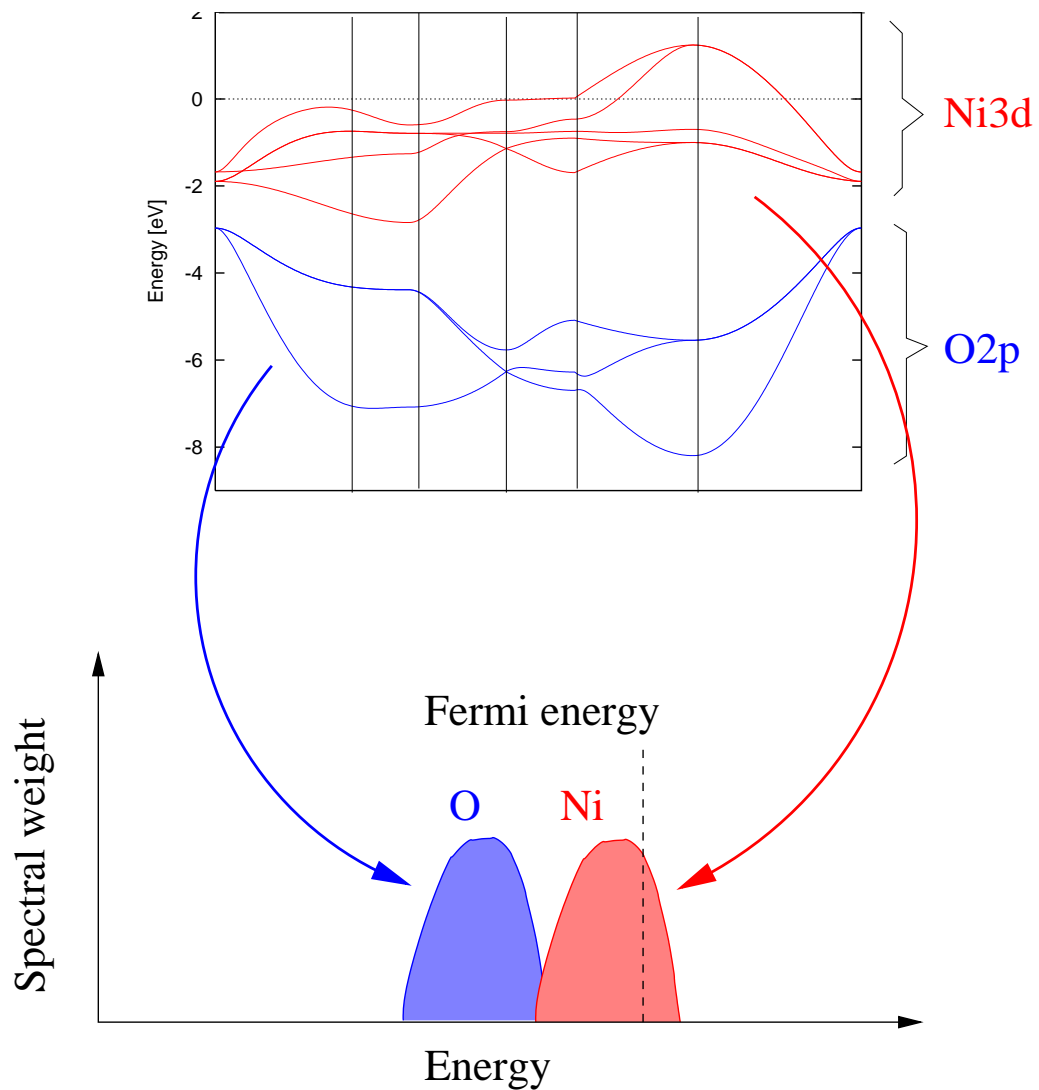 2
0
-2
-4
-6
-8
Energy [eV]
Ni3d
O2p
Fermi energy
O
Ni
Spectral weight
Energy